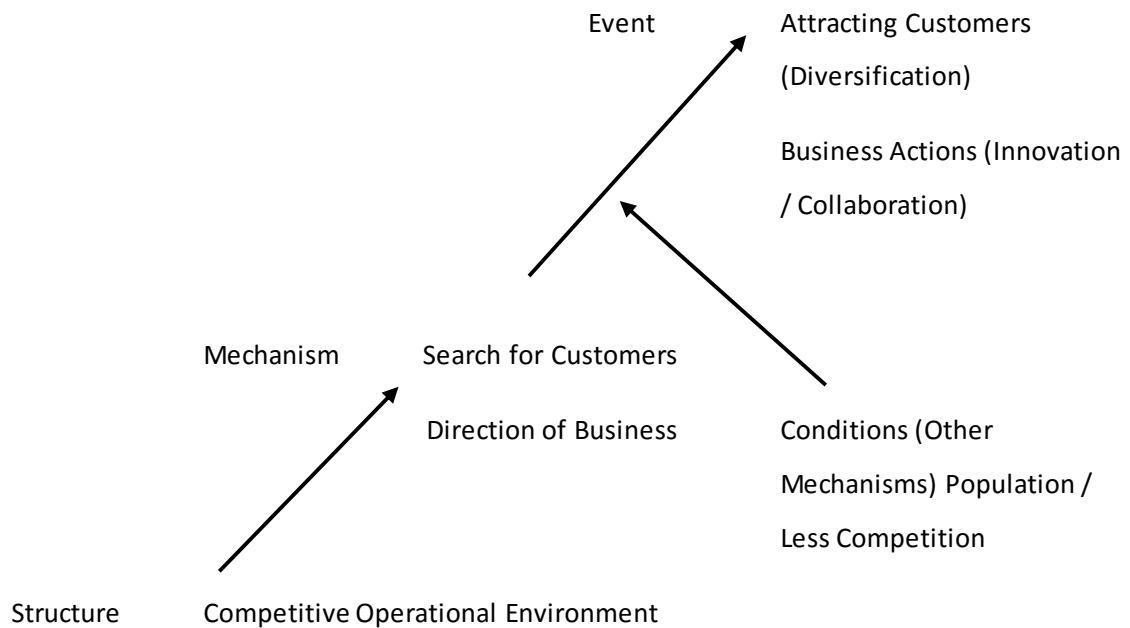 Event Attracting Customers
(Diversification)
Business Actions (Innovation
/ Collaboration)
Mechanism Search for Customers
Direction of Business
Conditions (Other
Mechanisms) Population /
Less Competition
Structure Competitive Operational Environment